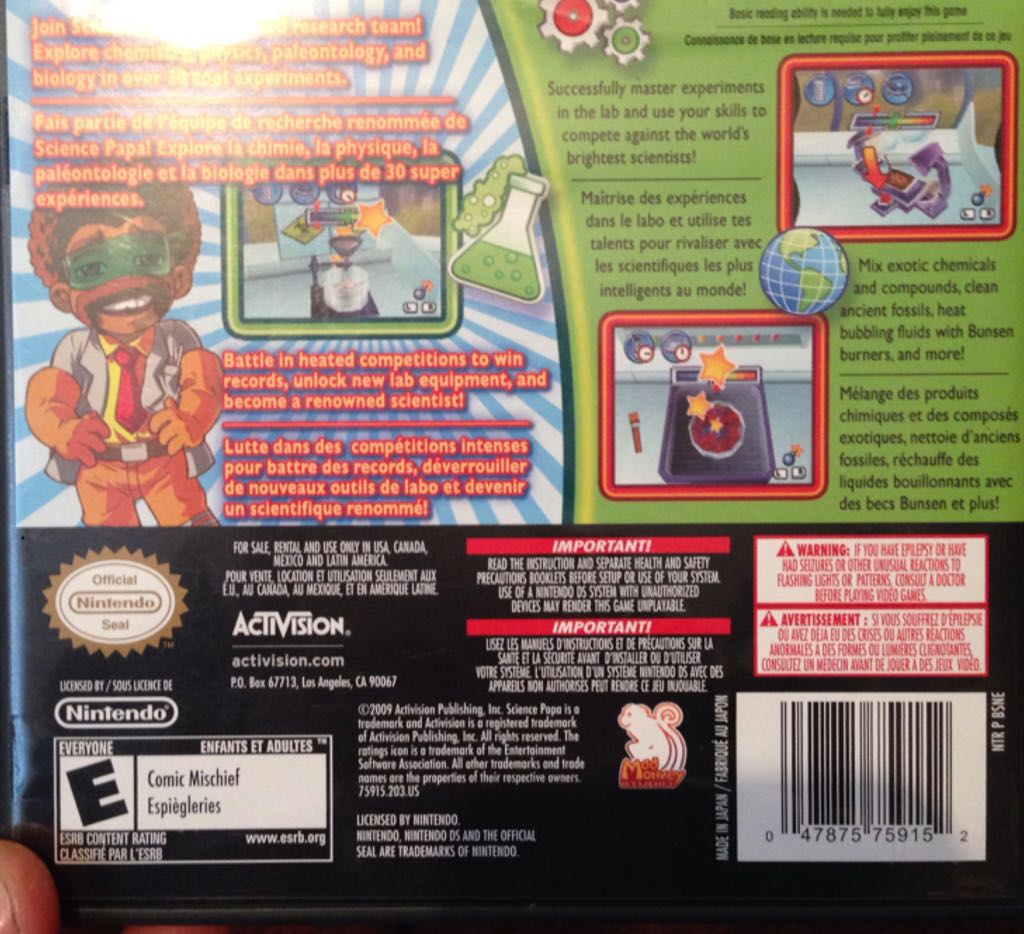 Join research team!
Explore chemistry, physics, paleontology, and
biology in over 30 cool experiments.
Fais partie de l'équipe de recherche renommée de
Science Papa! Explore la chimie, la physique, la
paléontologie et la biologie dans plus de 30 super
expériences.
Battle in heated competitions to win
records, unlock new lab equipment, and
become a renowned scientist!
Lutte dans des compétitions intenses
pour battre des records, déverrouiller
de nouveaux outils de labo et devenir
un scientifique renommé!
Basic reading ability is needed to fully enjoy this game
Connaissance de base en lecture requise pour profiter pleinement de ce jeu
Successfully master experiments
in the lab and use your skills to
compete against the world's
brightest scientists!
Maîtrise des expériences
dans le labo et utilise tes
talents pour rivaliser avec
les scientifiques les plus
intelligents au monde!
L R
L R
L R
Mix exotic chemicals
and compounds, clean
ancient fossils, heat
bubbling fluids with Bunsen
burners, and more!
Mélange des produits
chimiques et des composés
exotiques, nettoie d'anciens
fossiles, réchauffe des
liquides bouillonnants avec
des becs Bunsen et plus!
Official
Nintendo
Seal
TM
LICENSED BY / SOUS LICENCE DE
Nintendo®
EVERYONE ENFANTS ET ADULTES ™
E
Comic Mischief
Espiègleries
ESRB CONTENT RATING www.esrb.org
CLASSIFIÉ PAR L'ESRB
FOR SALE, RENTAL AND USE ONLY IN USA, CANADA,
MEXICO AND LATIN AMERICA.
POUR VENTE, LOCATION ET UTILISATION SEULEMENT AUX
É.U., AU CANADA, AU MEXIQUE, ET EN AMERIQUE LATINE.
ACTIVISION®
activision.com
P.O. Box 67713, Los Angeles, CA 90067
IMPORTANT!
READ THE INSTRUCTION AND SEPARATE HEALTH AND SAFETY
PRECAUTIONS BOOKLETS BEFORE SETUP OR USE OF YOUR SYSTEM.
USE OF A NINTENDO DS SYSTEM WITH UNAUTHORIZED
DEVICES MAY RENDER THIS GAME UNPLAYABLE.
IMPORTANT!
LISEZ LES MANUELS D'INSTRUCTIONS ET DE PRÉCAUTIONS SUR LA
SANTÉ ET LA SÉCURITÉ AVANT D'INSTALLER OU D'UTILISER
VOTRE SYSTÈME. L'UTILISATION D'UN SYSTÈME NINTENDO DS AVEC DES
APPAREILS NON AUTORISÉS PEUT RENDRE CE JEU INJOUABLE.
©2009 Activision Publishing, Inc. Science Papa is a
trademark and Activision is a registered trademark
of Activision Publishing, Inc. All rights reserved. The
ratings icon is a trademark of the Entertainment
Software Association. All other trademarks and trade
names are the properties of their respective owners.
75915.203.US
LICENSED BY NINTENDO.
NINTENDO, NINTENDO DS AND THE OFFICIAL
SEAL ARE TRADEMARKS OF NINTENDO.
Mad
Monkey
STUDIO
WARNING: IF YOU HAVE EPILEPSY OR HAVE
HAD SEIZURES OR OTHER UNUSUAL REACTIONS TO
FLASHING LIGHTS OR PATTERNS, CONSULT A DOCTOR
BEFORE PLAYING VIDEO GAMES.
AVERTISSEMENT : SI VOUS SOUFFREZ D'ÉPILEPSIE
OU AVEZ DÉJÀ EU DES CRISES OU AUTRES RÉACTIONS
ANORMALES À DES FORMES OU LUMIÈRES CLIGNOTANTES,
CONSULTEZ UN MÉDECIN AVANT DE JOUER À DES JEUX VIDÉO.
MADE IN JAPAN / FABRIQUÉ AU JAPON
0 47875 75915 2
NTR P BSNE